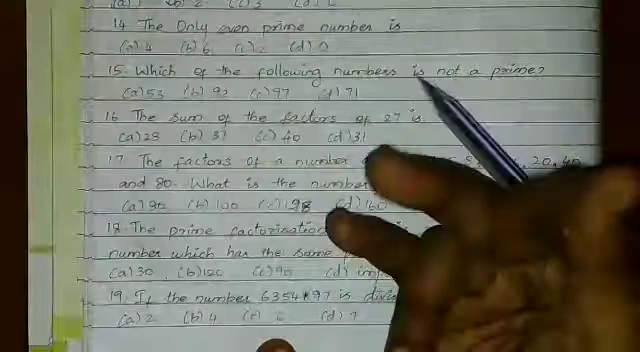 14 The Only even prime number is
(a) 4 (b) 6 (c) 2 (d) 0
15. Which of the following numbers is not a prime?
(a) 53 (b) 92 (c) 97 (d) 71
16 The sum of the factors of 27 is
(a) 28 (b) 37 (c) 40 (d) 31
17. The factors of a number 20, 40
and 80. What is the number
(a) 80 (b) 100 (c) 98 (d) 160
18. The prime factorisation
number which has the same
(a) 30 (b) 120 (c) 90 (d)
19. If the number 6354*97 is
(a) 2 (b) 4 (c) 6 (d) 7